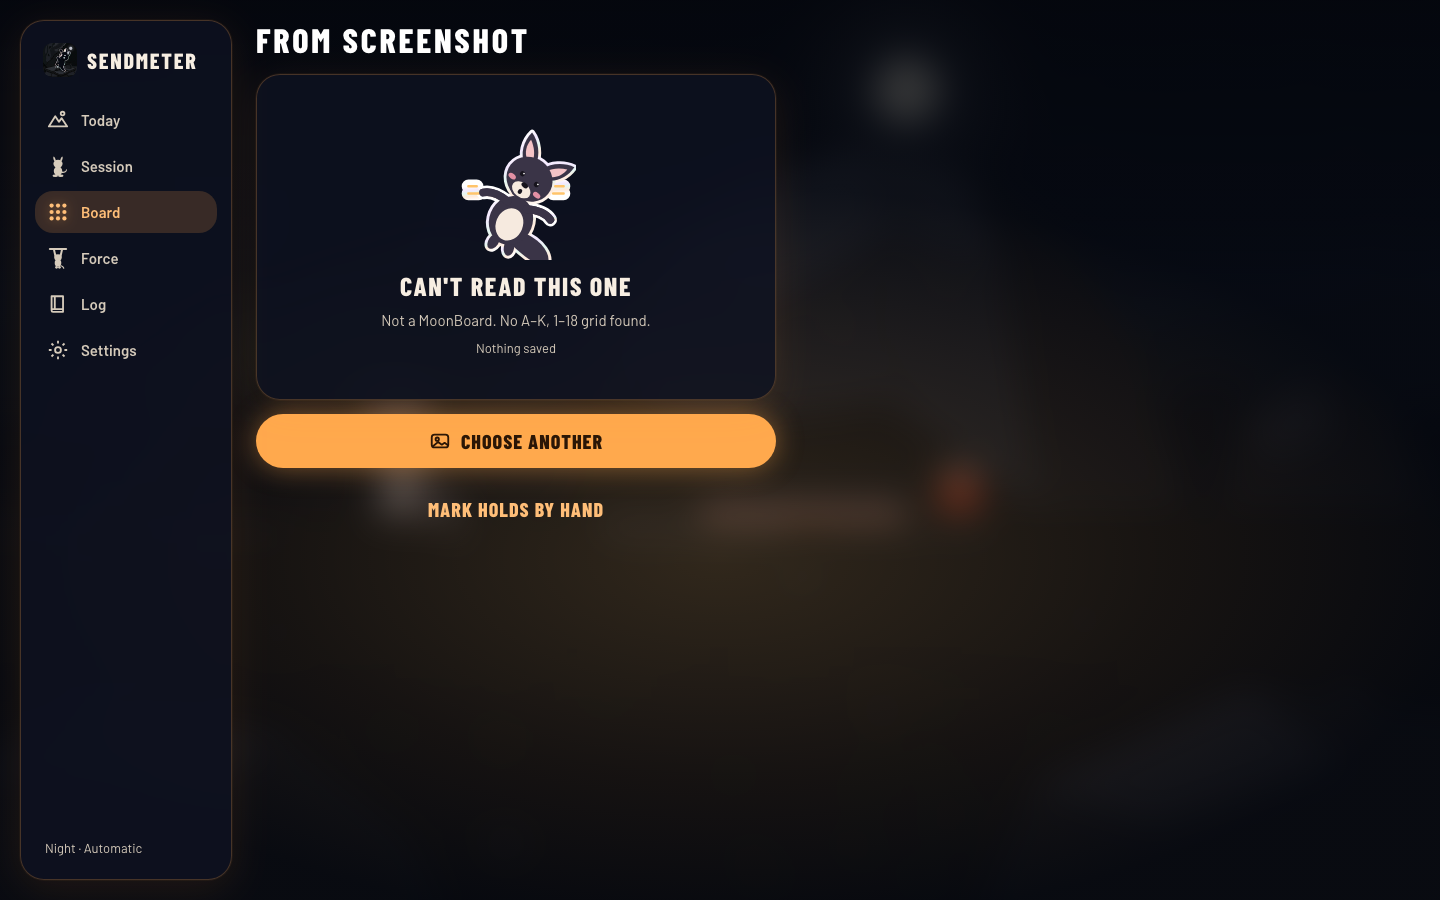 SENDMETER
Today
Session
Board
Force
Log
Settings
Night · Automatic
FROM SCREENSHOT
CAN'T READ THIS ONE
Not a MoonBoard. No A–K, 1–18 grid found.
Nothing saved
CHOOSE ANOTHER
MARK HOLDS BY HAND